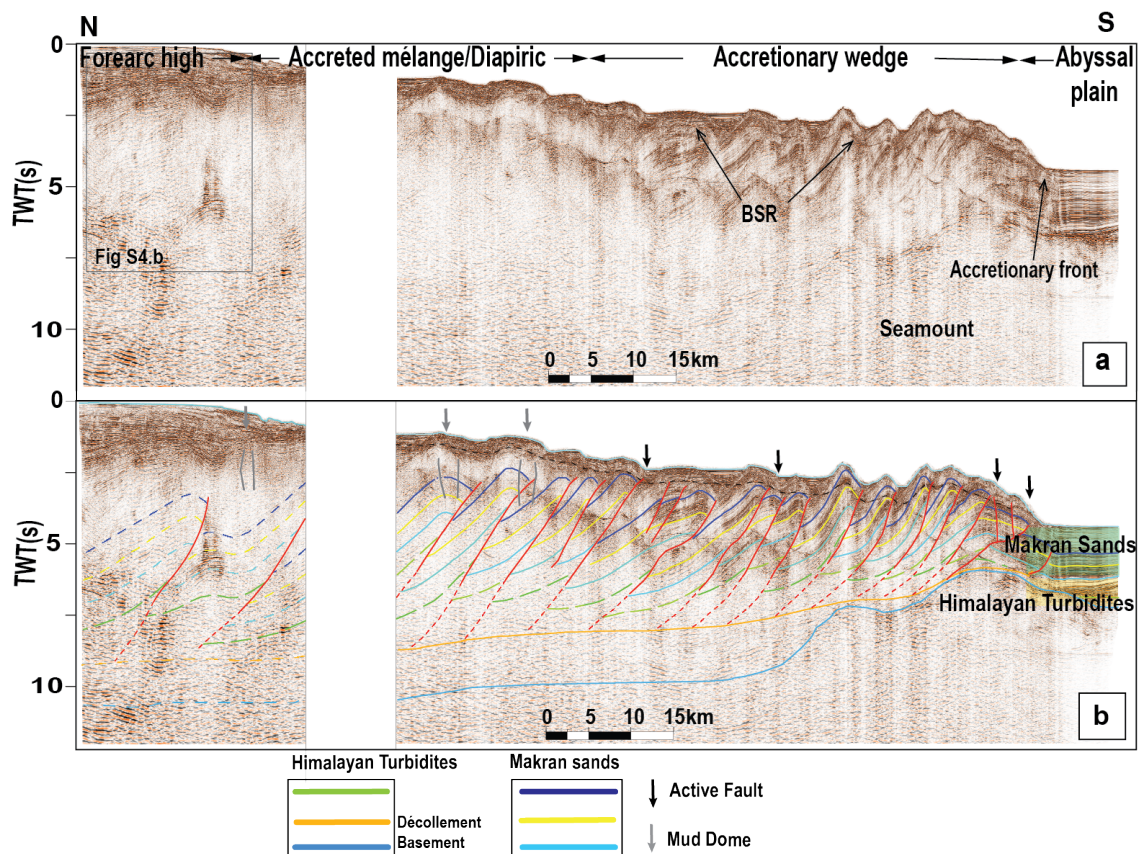 N
S
0
Forearc high
Accreted mélange/Diapiric
Accretionary wedge
Abyssal
plain
5
TWT(s)
BSR
Fig S4.b
Accretionary front
10
Seamount
0 5 10 15km
a
0
5
TWT(s)
Makran Sands
Himalayan Turbidites
10
0 5 10 15km
b
Himalayan Turbidites
Makran sands
Active Fault
Décollement
Basement
Mud Dome